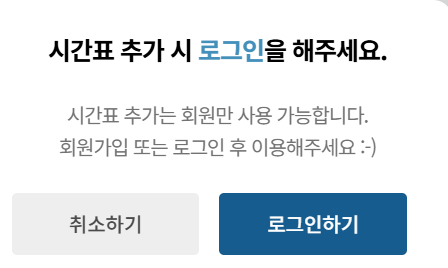 시간표 추가 시 로그인을 해주세요.
시간표 추가는 회원만 사용 가능합니다.
회원가입 또는 로그인 후 이용해주세요 :-)
취소하기 로그인하기